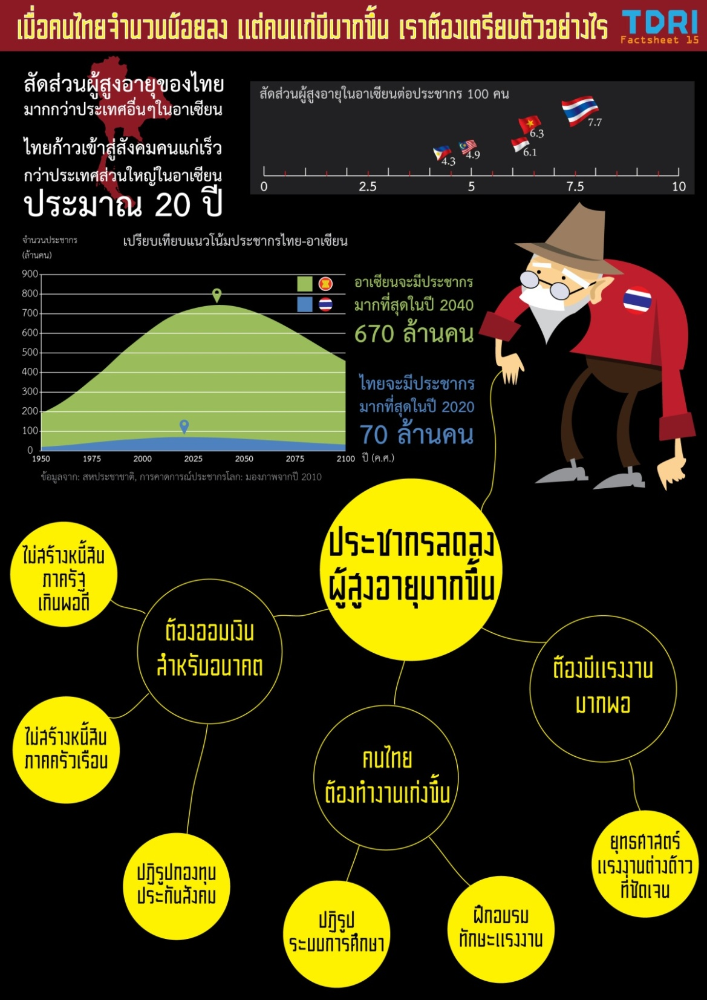 เมื่อคนไทยจำนวนน้อยลง แต่คนแก่มีมากขึ้น เราต้องเตรียมตัวอย่างไร
TDRI
Factsheet 15
สัดส่วนผู้สูงอายุของไทย
มากกว่าประเทศอื่นๆในอาเซียน
ไทยก้าวเข้าสู่สังคมคนแก่เร็ว
กว่าประเทศส่วนใหญ่ในอาเซียน
ประมาณ 20 ปี
สัดส่วนผู้สูงอายุในอาเซียนต่อประชากร 100 คน
7.7
6.3
6.1
4.9
4.3
0 2.5 5 7.5 10
จำนวนประชากร
(ล้านคน)
เปรียบเทียบแนวโน้มประชากรไทย-อาเซียน
900
800
700
600
500
400
300
200
100
0
1950 1975 2000 2025 2050 2075 2100 ปี (ค.ศ.)
อาเซียนจะมีประชากร
มากที่สุดในปี 2040
670 ล้านคน
ไทยจะมีประชากร
มากที่สุดในปี 2020
70 ล้านคน
ข้อมูลจาก: สหประชาชาติ, การคาดการณ์ประชากรโลก: มองภาพจากปี 2010
ประชากรลดลง
ผู้สูงอายุมากขึ้น
ไม่สร้างหนี้สิน
ภาครัฐ
เกินพอดี
ต้องออมเงิน
สำหรับอนาคต
ไม่สร้างหนี้สิน
ภาคครัวเรือน
ปฏิรูปกองทุน
ประกันสังคม
คนไทย
ต้องทำงานเก่งขึ้น
ปฏิรูป
ระบบการศึกษา
ฝึกอบรม
ทักษะแรงงาน
ต้องมีแรงงาน
มากพอ
ยุทธศาสตร์
แรงงานต่างด้าว
ที่ชัดเจน